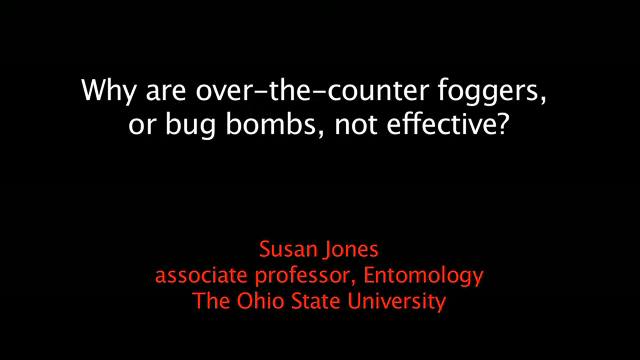 Why are over-the-counter foggers,
or bug bombs, not effective?
Susan Jones
associate professor, Entomology
The Ohio State University